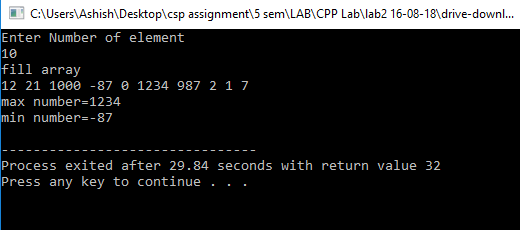 C:\Users\Ashish\Desktop\csp assignment\5 sem\LAB\CPP Lab\lab2 16-08-18\drive-downl...
Enter Number of element
10
fill array
12 21 1000 -87 0 1234 987 2 1 7
max number=1234
min number=-87
--------------------------------
Process exited after 29.84 seconds with return value 32
Press any key to continue . . .